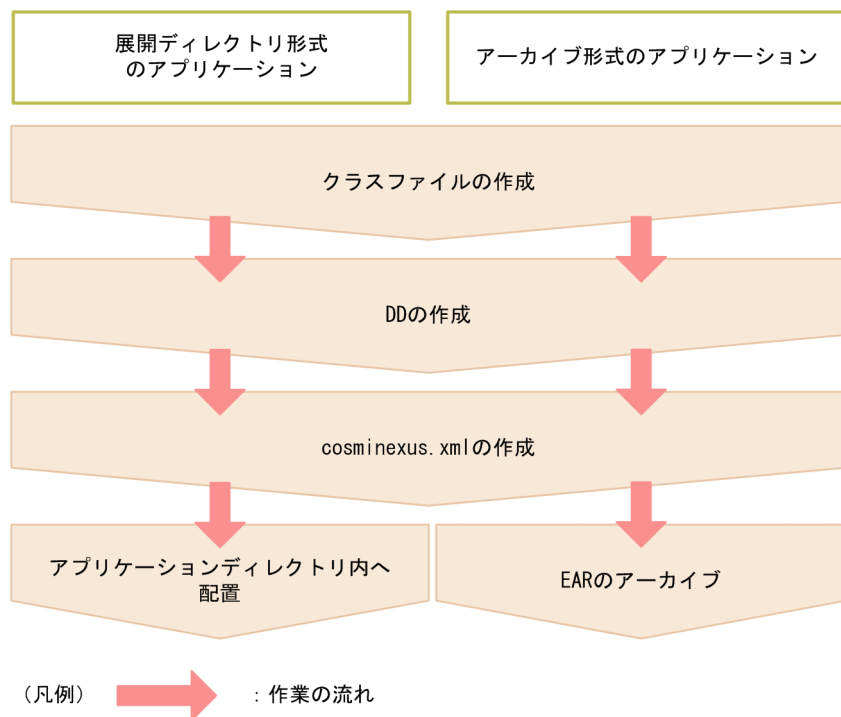 展開ディレクトリ形式
のアプリケーション
アーカイブ形式のアプリケーション
クラスファイルの作成
DDの作成
cosminexus.xmlの作成
アプリケーションディレクトリ内へ
配置
EARのアーカイブ
（凡例）
：作業の流れ